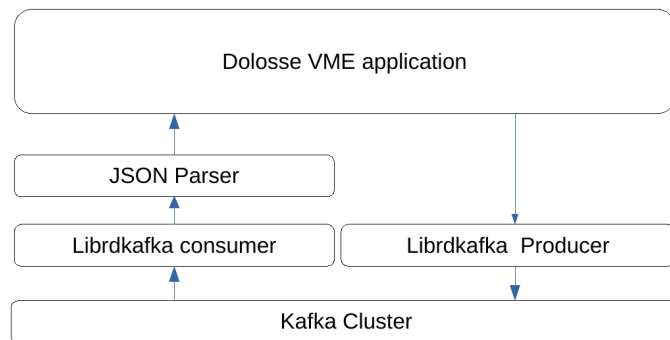 Dolosse VME application
JSON Parser
Librdkafka consumer
Librdkafka  Producer
Kafka Cluster